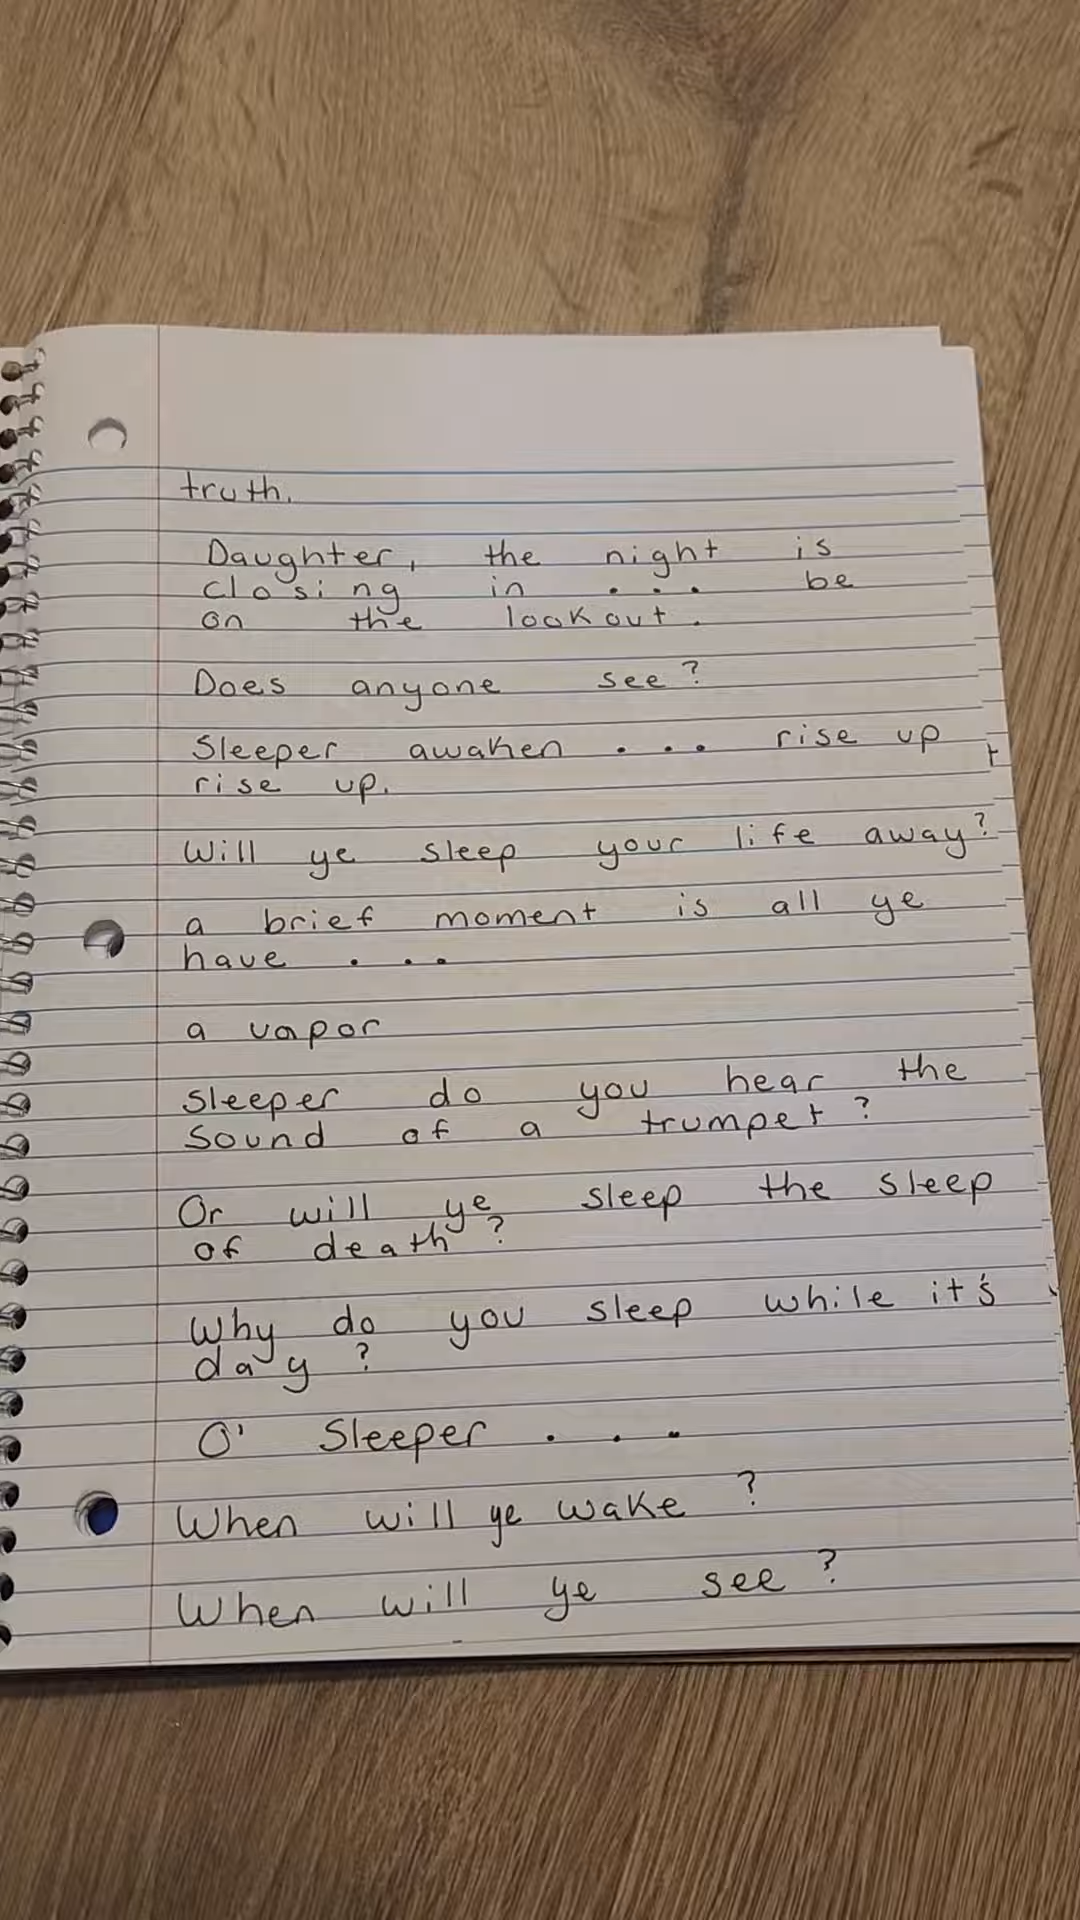 truth.
Daughter, the night is
closing in ... be
on the lookout.
Does anyone see?
Sleeper awaken ... rise up
rise up.
Will ye sleep your life away?
a brief moment is all ye
have ...
a vapor
Sleeper do you hear the
sound of a trumpet?
Or will ye sleep the sleep
of death?
Why do you sleep while it's
day?
O' Sleeper ...
When will ye wake?
When will ye see?